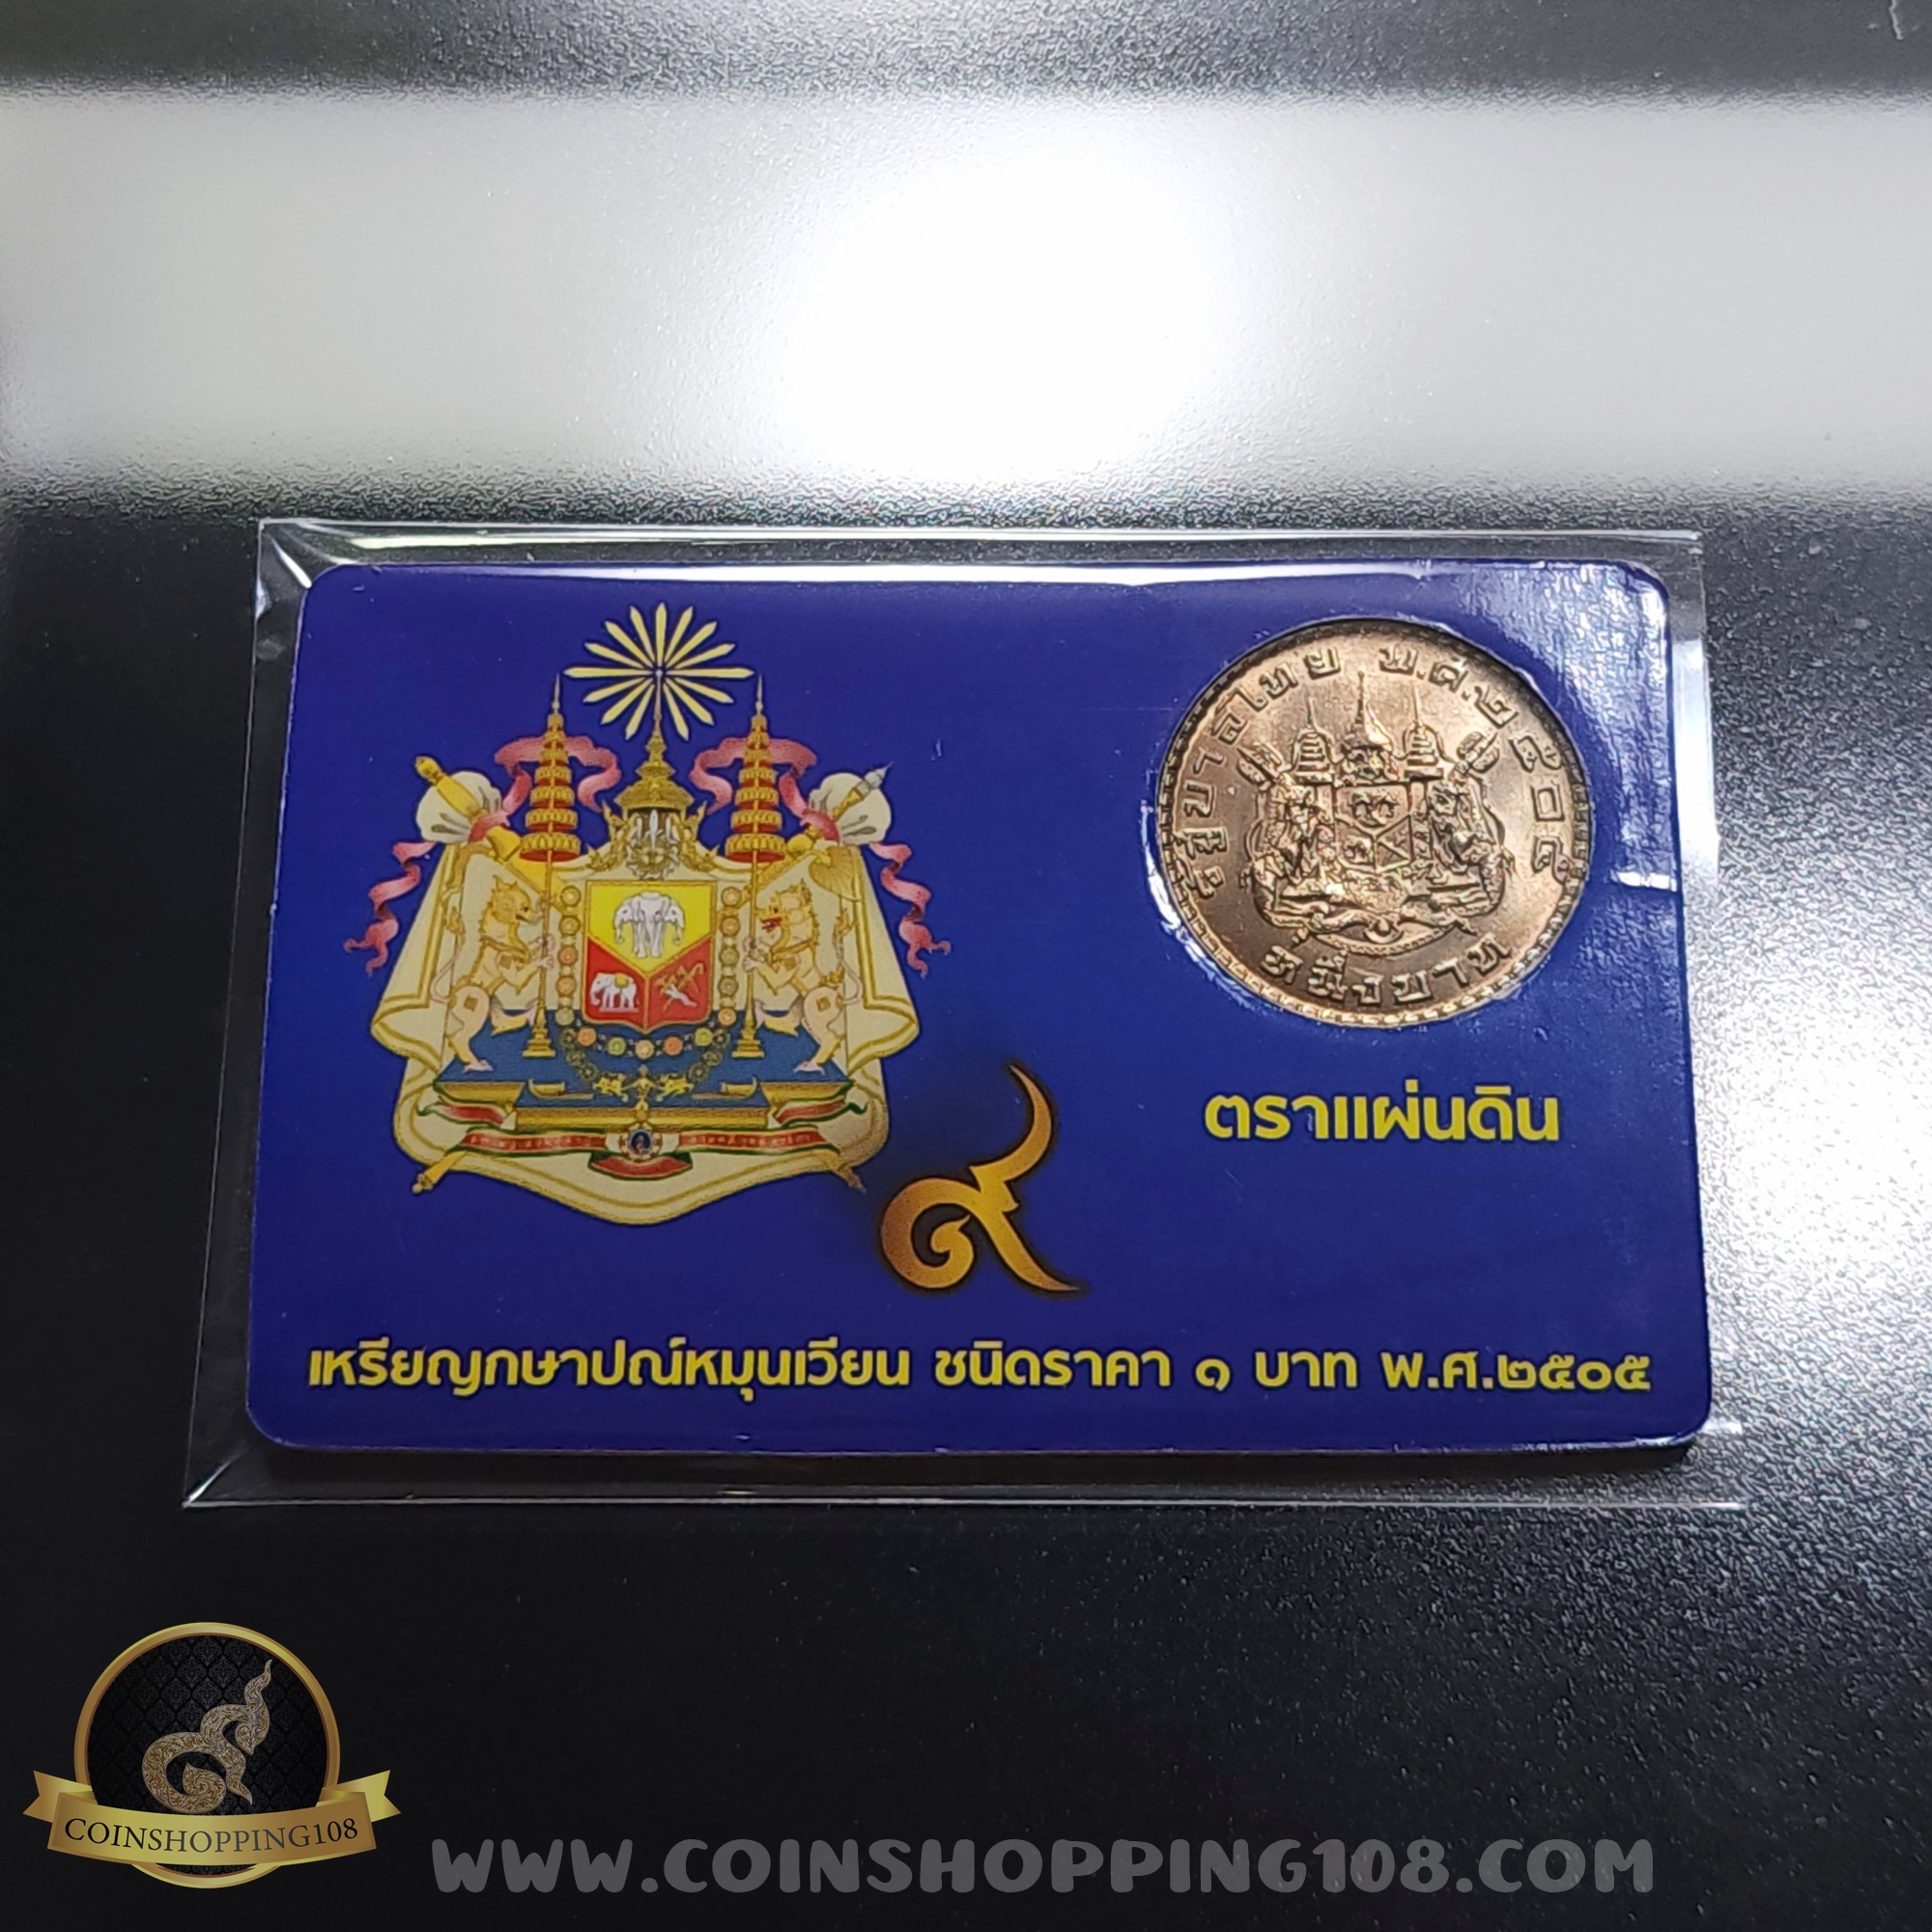 รัฐบาลไทย พ.ศ.๒๕๐๕
หนึ่งบาท
ตราแผ่นดิน
๙
เหรียญกษาปณ์หมุนเวียน ชนิดราคา ๑ บาท พ.ศ.๒๕๐๕
COINSHOPPING108
WWW.COINSHOPPING108.COM